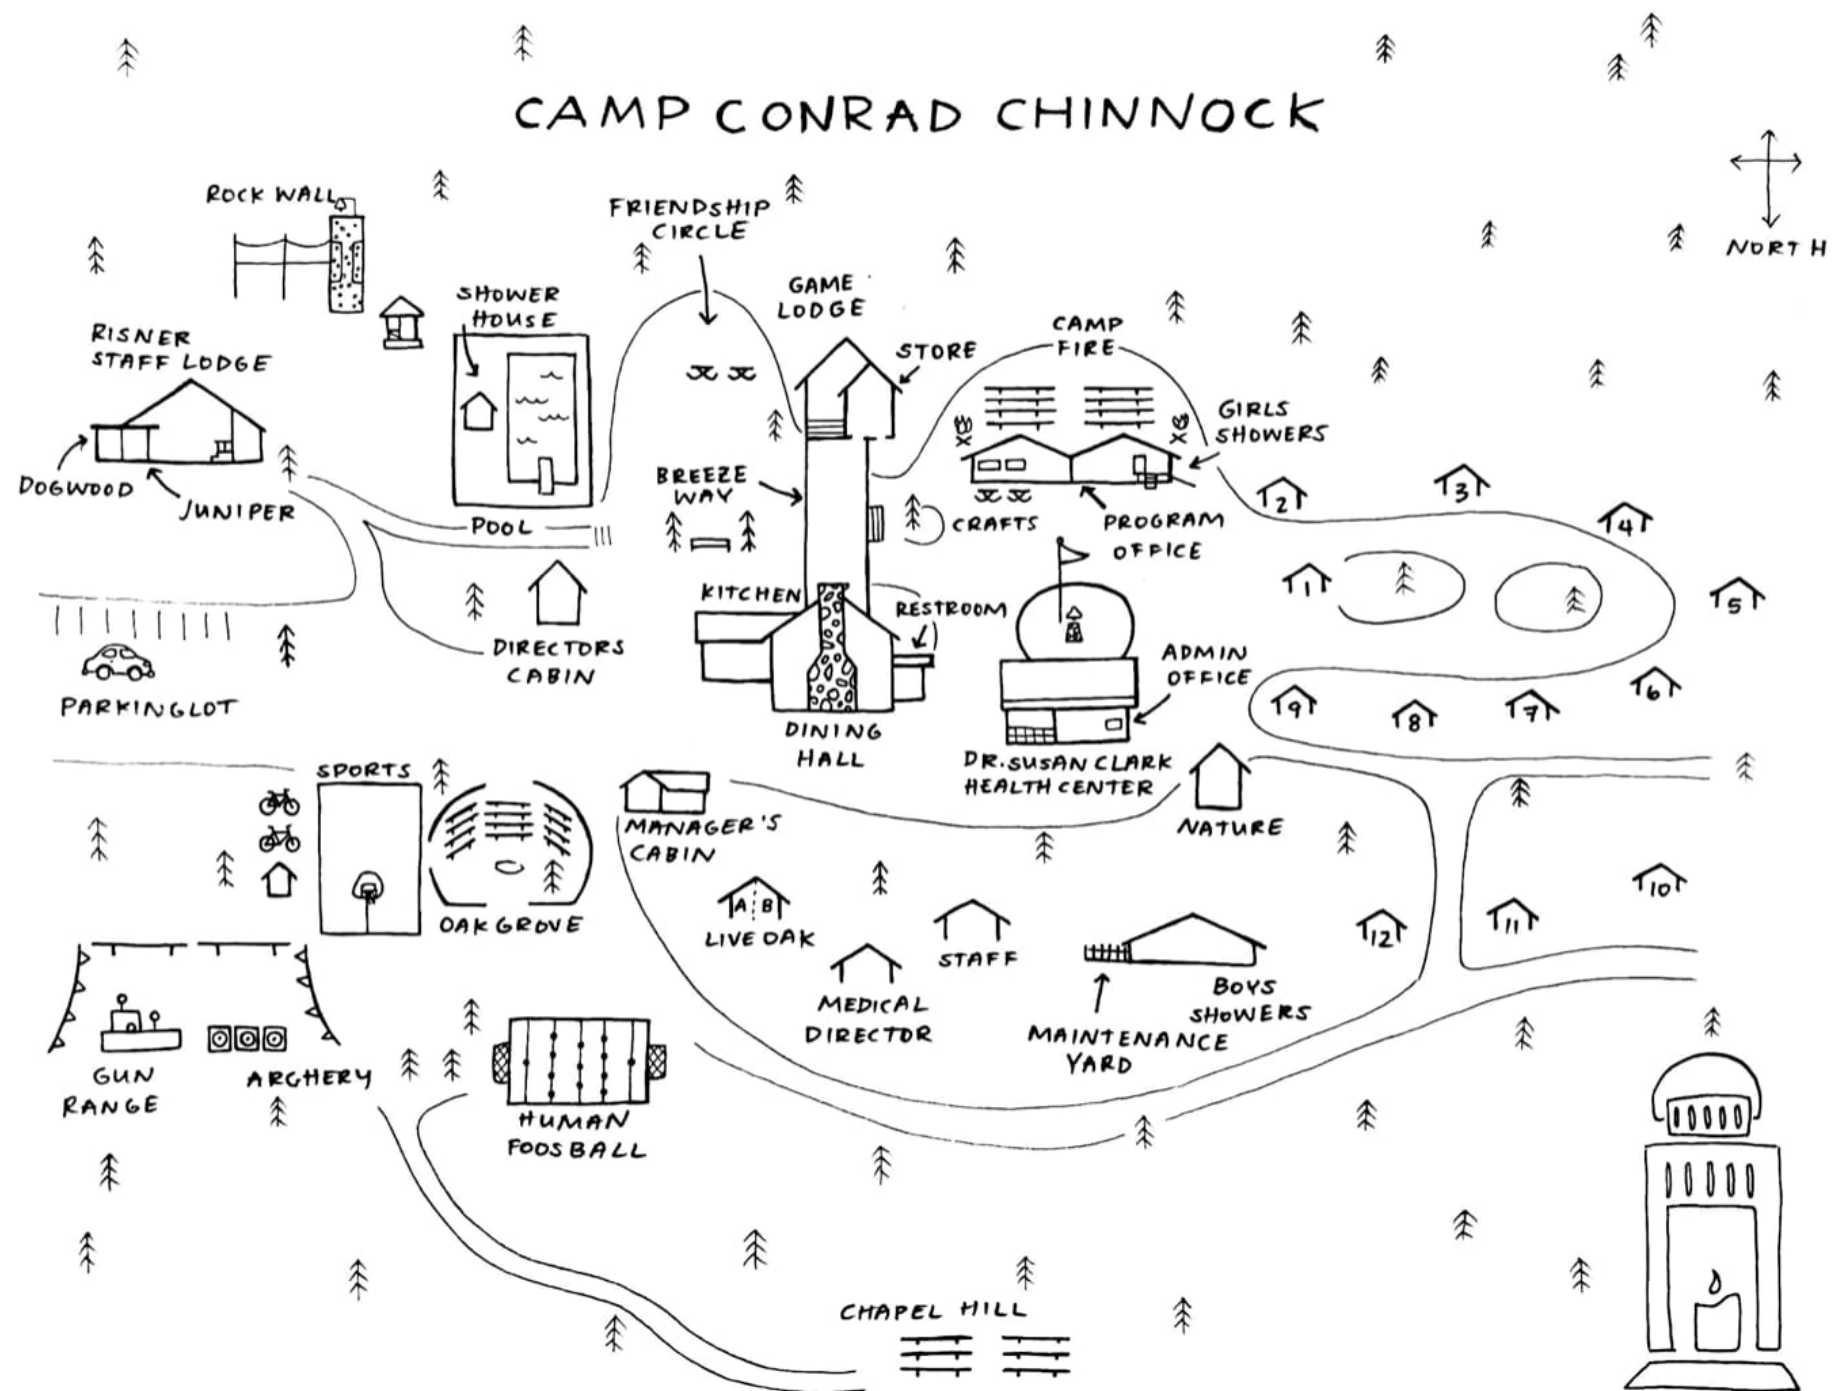 CAMP CONRAD CHINNOCK
NORTH
ROCK WALL
FRIENDSHIP
CIRCLE
GAME
LODGE
SHOWER
HOUSE
RISNER
STAFF LODGE
DOGWOOD
JUNIPER
POOL
STORE
CAMP
FIRE
GIRLS
SHOWERS
BREEZE
WAY
CRAFTS
PROGRAM
OFFICE
2
3
4
1
5
KITCHEN
RESTROOM
DIRECTORS
CABIN
PARKINGLOT
ADMIN
OFFICE
9
8
7
6
DINING
HALL
DR. SUSAN CLARK
HEALTH CENTER
SPORTS
MANAGER'S
CABIN
NATURE
OAK GROVE
A B
LIVE OAK
STAFF
12
11
10
MEDICAL
DIRECTOR
BOYS
SHOWERS
MAINTENANCE
YARD
GUN
RANGE
ARCHERY
HUMAN
FOOSBALL
CHAPEL HILL